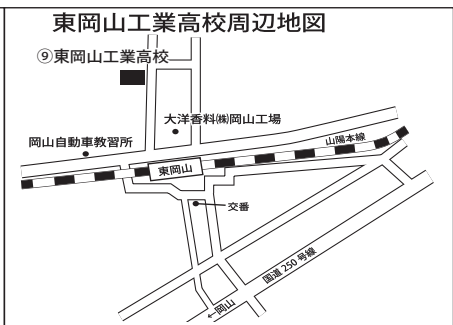 東岡山工業高校周辺地図
⑨東岡山工業高校
大洋香料㈱岡山工場
岡山自動車教習所
山陽本線
東岡山
交番
国道250号線
←岡山